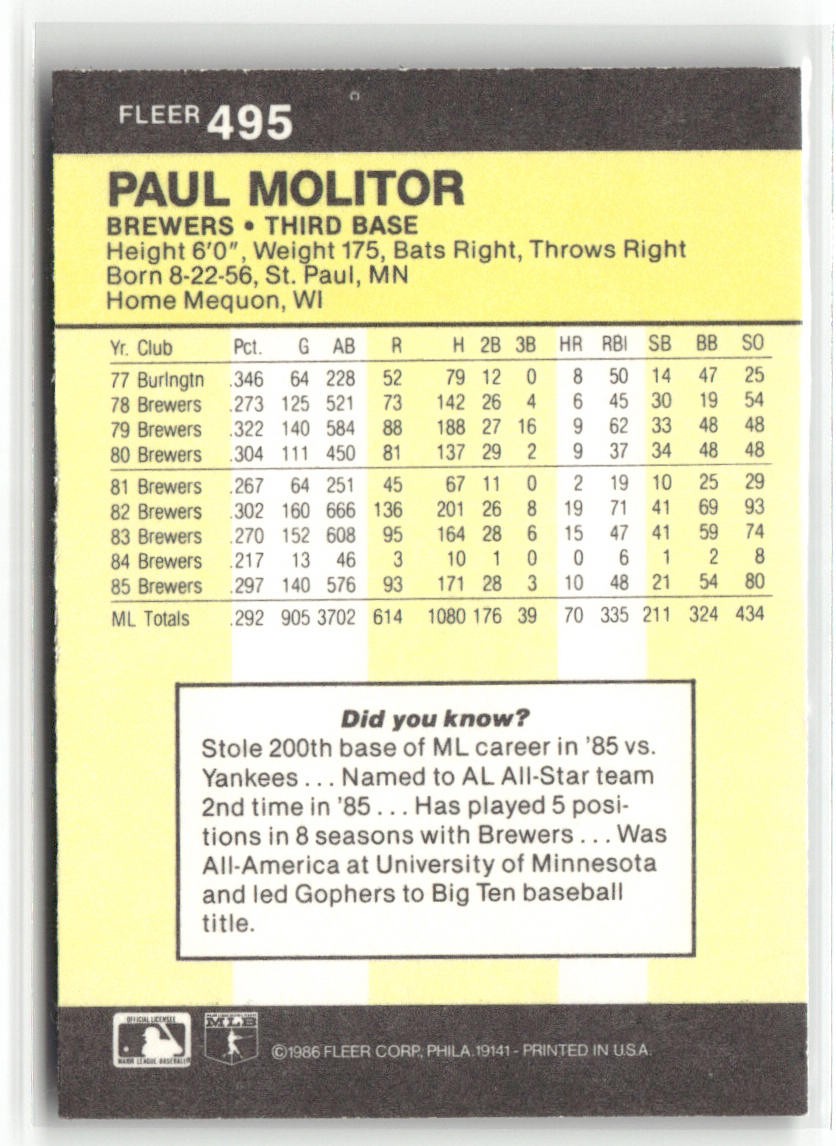 FLEER 495
PAUL MOLITOR
BREWERS • THIRD BASE
Height 6'0", Weight 175, Bats Right, Throws Right
Born 8-22-56, St. Paul, MN
Home Mequon, WI
Yr. Club Pct. G AB R H 2B 3B HR RBI SB BB SO
77 Burlngtn .346 64 228 52 79 12 0 8 50 14 47 25
78 Brewers .273 125 521 73 142 26 4 6 45 30 19 54
79 Brewers .322 140 584 88 188 27 16 9 62 33 48 48
80 Brewers .304 111 450 81 137 29 2 9 37 34 48 48
81 Brewers .267 64 251 45 67 11 0 2 19 10 25 29
82 Brewers .302 160 666 136 201 26 8 19 71 41 69 93
83 Brewers .270 152 608 95 164 28 6 15 47 41 59 74
84 Brewers .217 13 46 3 10 1 0 0 6 1 2 8
85 Brewers .297 140 576 93 171 28 3 10 48 21 54 80
ML Totals .292 905 3702 614 1080 176 39 70 335 211 324 434
Did you know?
Stole 200th base of ML career in '85 vs.
Yankees . . . Named to AL All-Star team
2nd time in '85 . . . Has played 5 posi-
tions in 8 seasons with Brewers . . . Was
All-America at University of Minnesota
and led Gophers to Big Ten baseball
title.
OFFICIAL LICENSEE
MAJOR LEAGUE BASEBALL
MLB
©1986 FLEER CORP., PHILA. 19141 - PRINTED IN U.S.A.